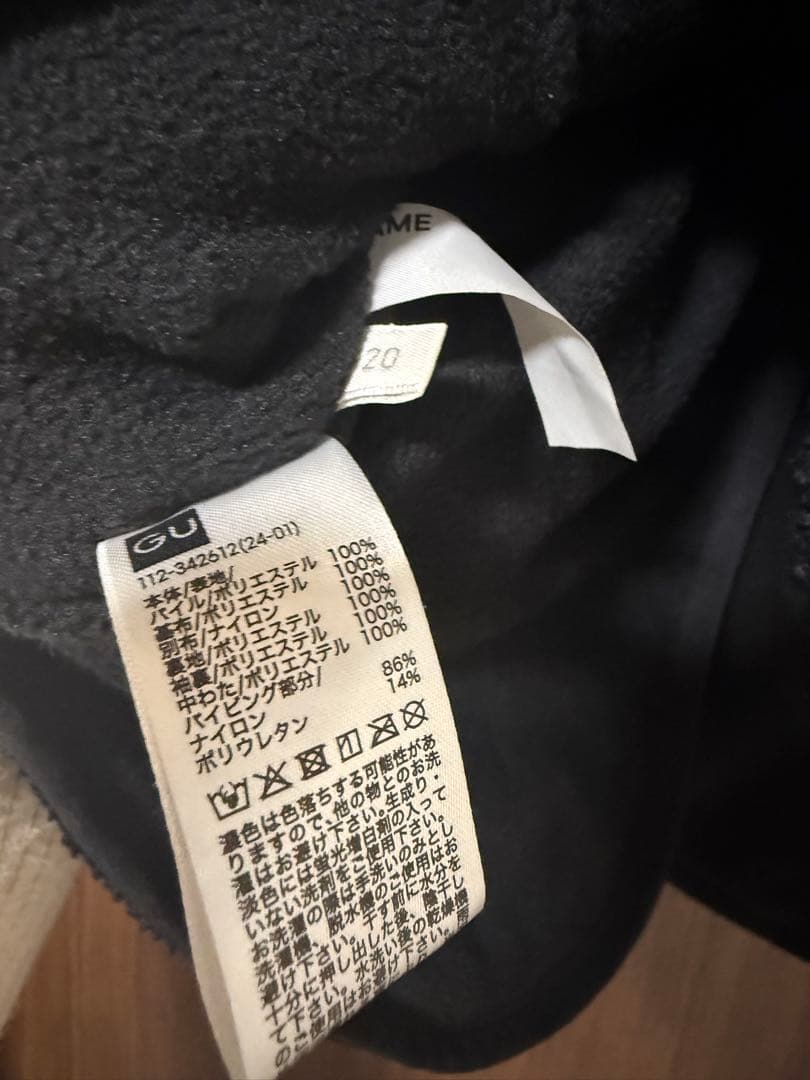 AME
20
GU
112-342612(24-01)
本体/表地/
パイル/ポリエステル 100%
基布/ポリエステル 100%
別布/ナイロン 100%
裏地/ポリエステル 100%
袖裏/ポリエステル 100%
中わた/ポリエステル 100%
パイピング部分/
ナイロン 86%
ポリウレタン 14%
濃色は色落ちする可能性があ
りますので、他の物とのお洗
濯はお避け下さい。生成り・
淡色には蛍光増白剤の入って
いない洗剤をご使用下さい。
お洗濯の際は手洗いのみとし
洗濯機、脱水機のご使用はお
避け下さい。干す前に水分を
十分に押し出した後、陰干し
して下さい。水洗い後の乾燥